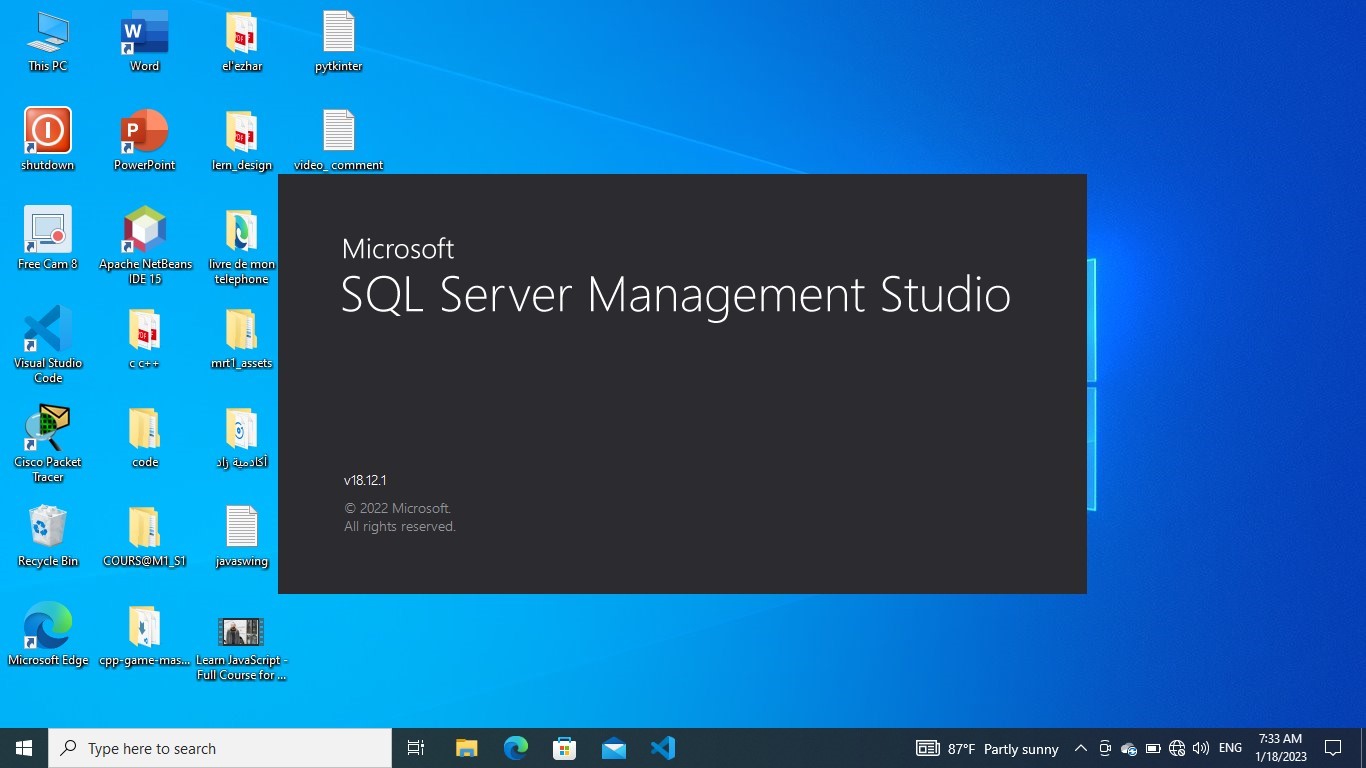 This PC
Word
el'ezhar
pytkinter
shutdown
PowerPoint
lern_design
video_ comment
Free Cam 8
Apache NetBeans
IDE 15
livre de mon
telephone
Visual Studio
Code
c c++
mrt1_assets
Cisco Packet
Tracer
code
أكادمية زاد
Recycle Bin
COURS@M1_S1
javaswing
Microsoft Edge
cpp-game-mas...
Learn JavaScript -
Full Course for ...
Microsoft
SQL Server Management Studio
v18.12.1
© 2022 Microsoft.
All rights reserved.
Type here to search
87°F Partly sunny
ENG
7:33 AM
1/18/2023